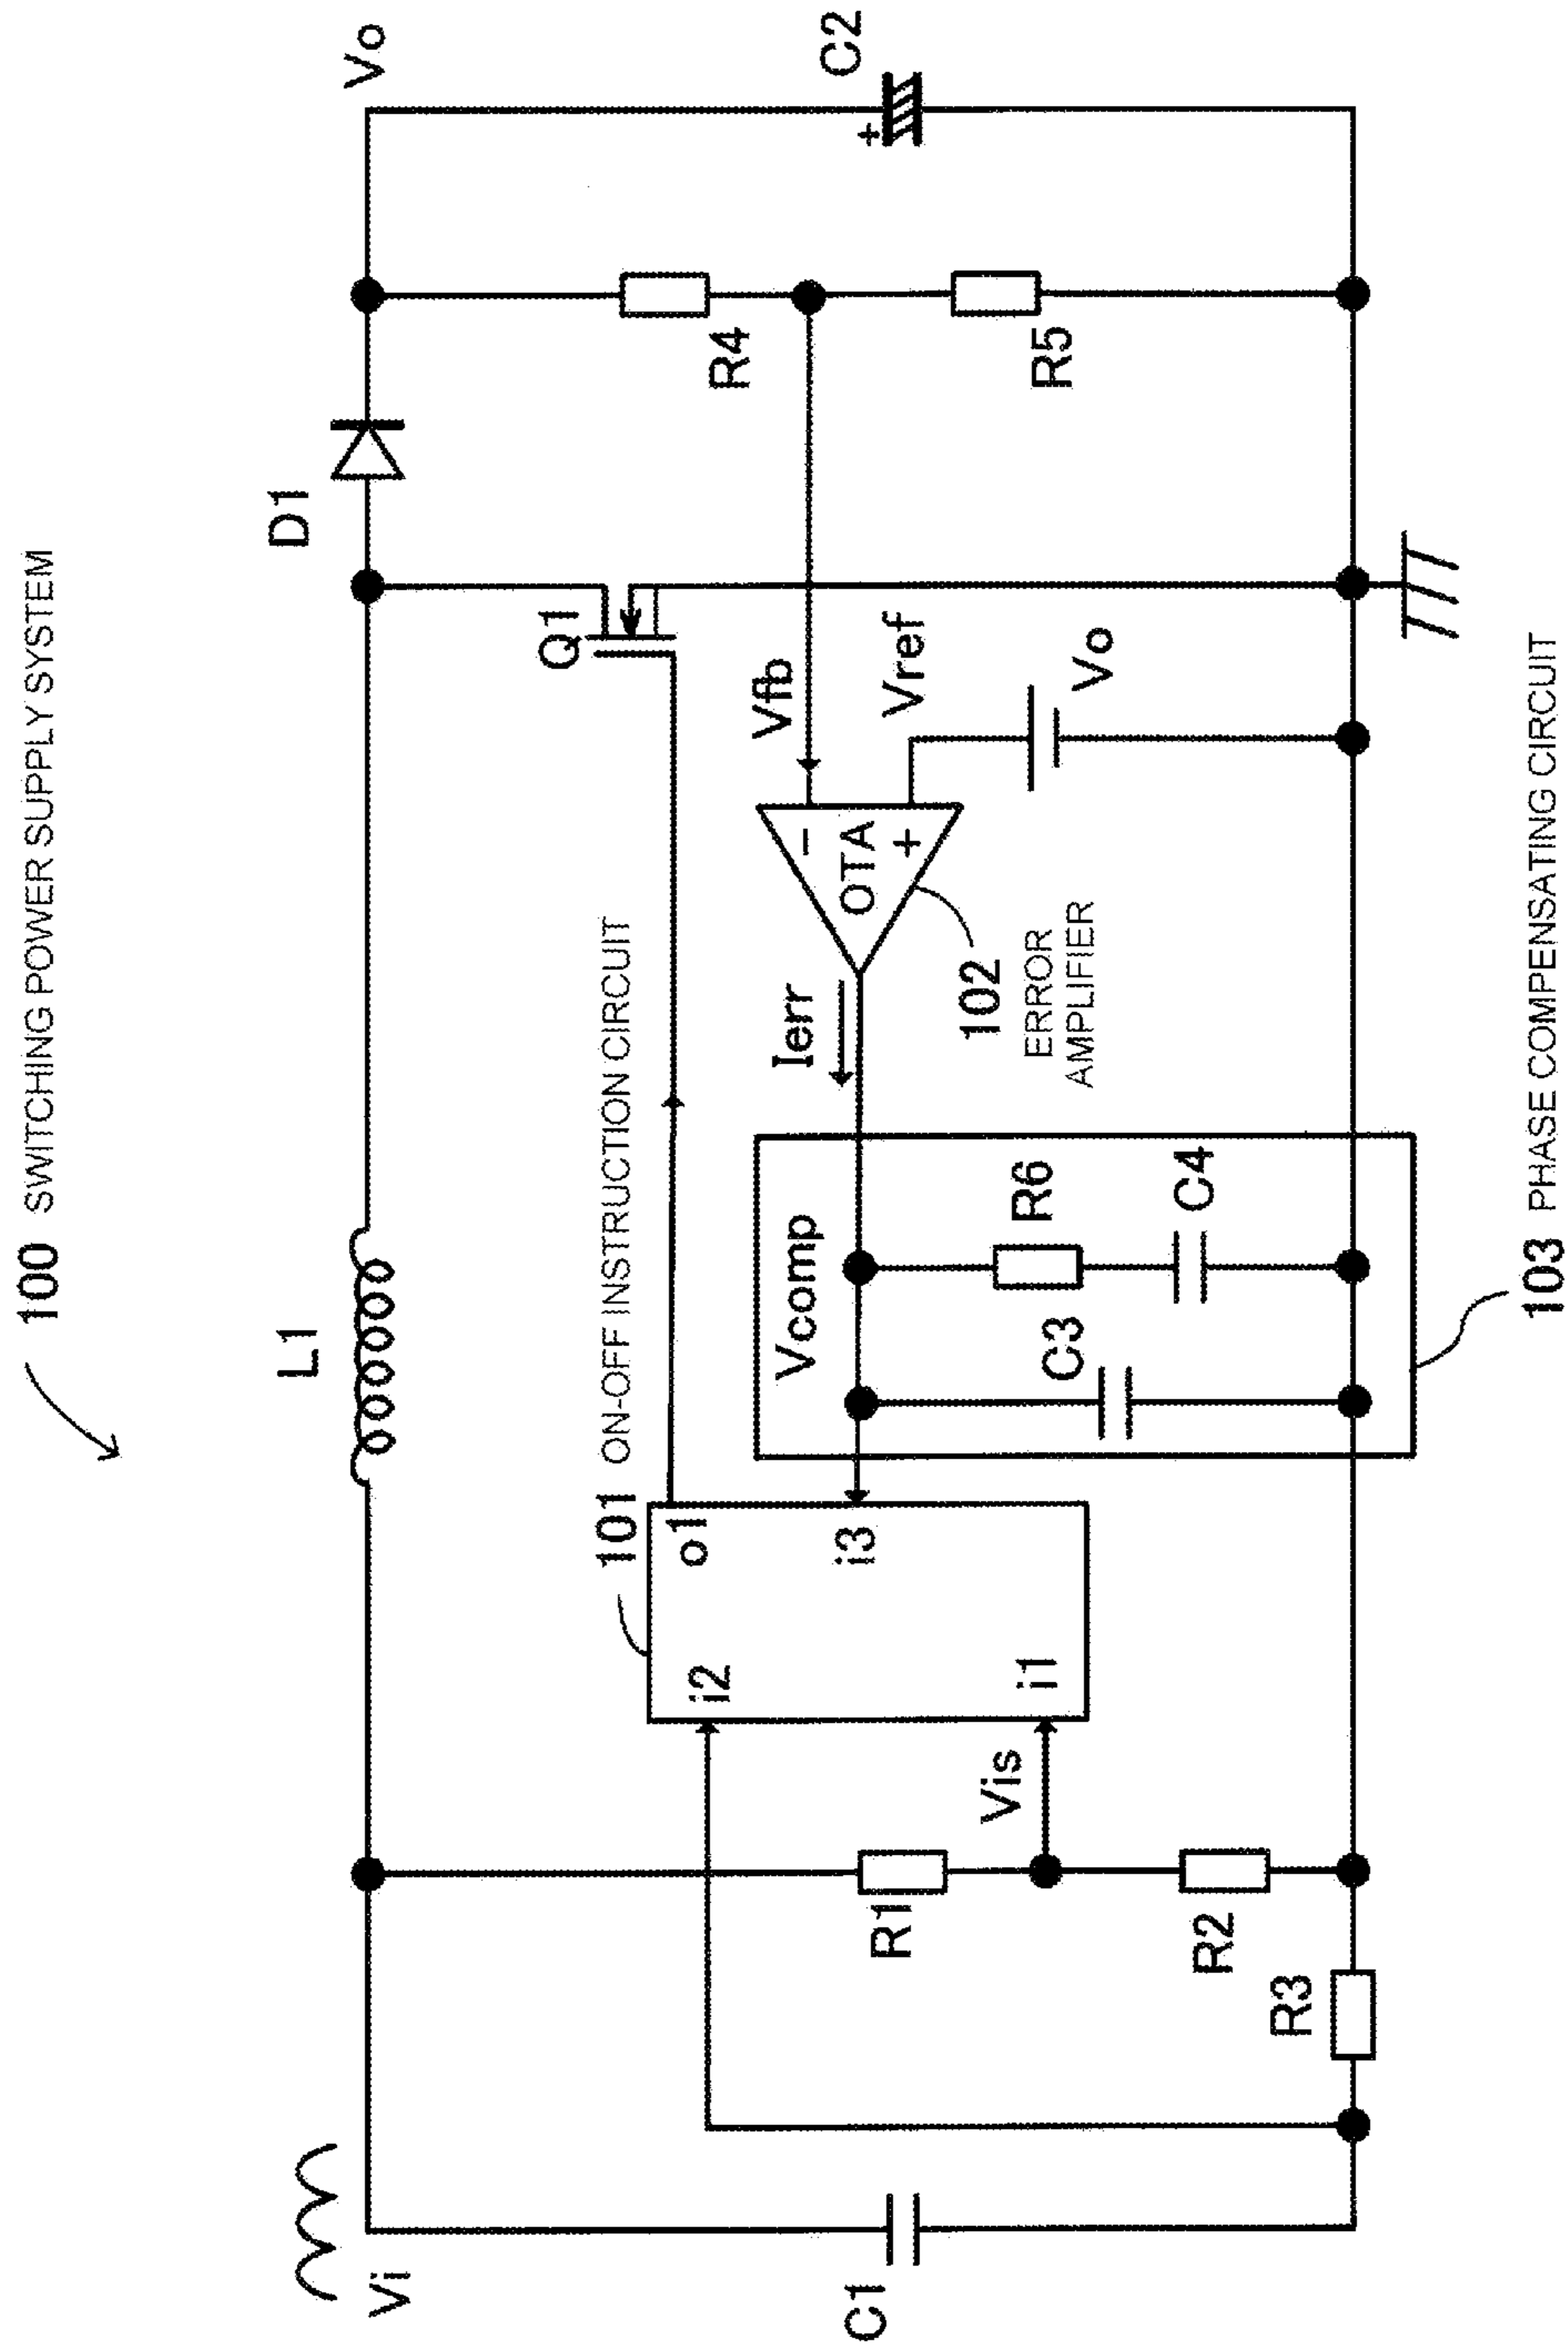 100 SWITCHING POWER SUPPLY SYSTEM
Vi
L1
D1
Vo
Q1
101 ON-OFF INSTRUCTION CIRCUIT
i2
o1
i3
i1
Vis
R1
R2
R3
C1
Vcomp
C3
R6
C4
Ierr
OTA
−
+
102
ERROR
AMPLIFIER
Vfb
Vref
Vo
R4
R5
C2
+
103 PHASE COMPENSATING CIRCUIT